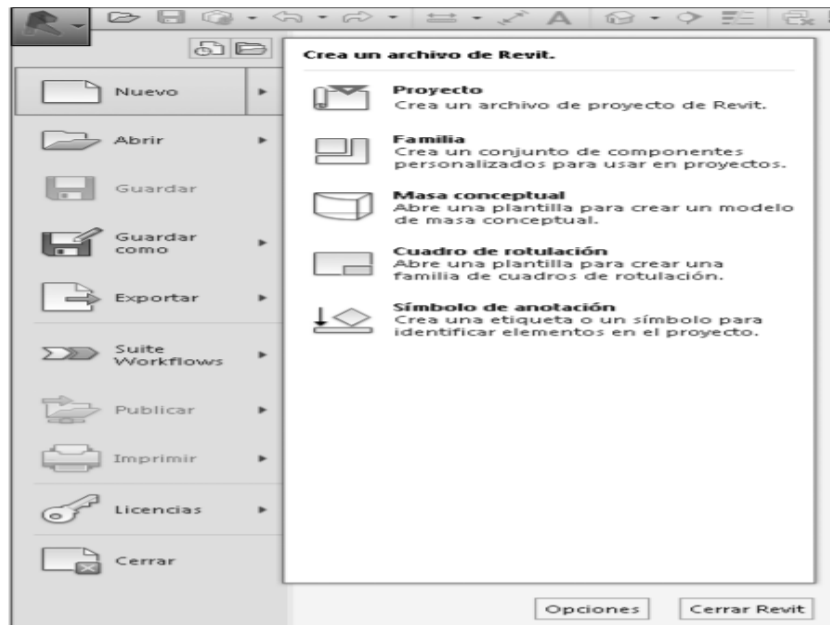 Crea un archivo de Revit.
Nuevo
Abrir
Guardar
Guardar
como
Exportar
Suite
Workflows
Publicar
Imprimir
Licencias
Cerrar
Proyecto
Crea un archivo de proyecto de Revit.
Familia
Crea un conjunto de componentes
personalizados para usar en proyectos.
Masa conceptual
Abre una plantilla para crear un modelo
de masa conceptual.
Cuadro de rotulación
Abre una plantilla para crear una
familia de cuadros de rotulación.
Símbolo de anotación
Crea una etiqueta o un símbolo para
identificar elementos en el proyecto.
Opciones
Cerrar Revit